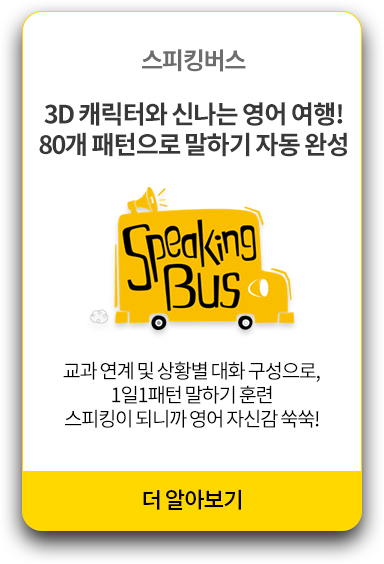 스피킹버스
3D 캐릭터와 신나는 영어 여행!
80개 패턴으로 말하기 자동 완성
Speaking
Bus
교과 연계 및 상황별 대화 구성으로,
1일1패턴 말하기 훈련
스피킹이 되니까 영어 자신감 쑥쑥!
더 알아보기